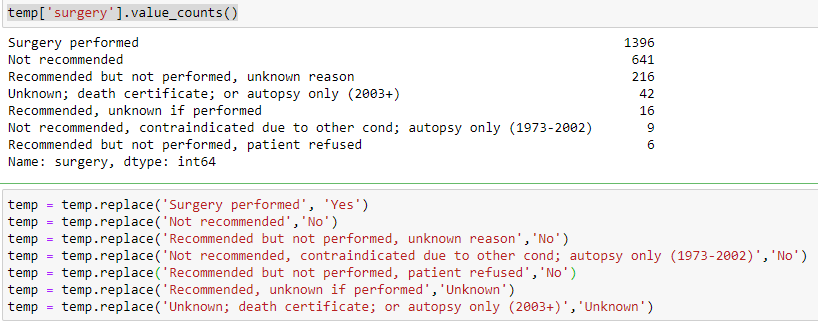 temp['surgery'].value_counts()
Surgery performed 1396
Not recommended 641
Recommended but not performed, unknown reason 216
Unknown; death certificate; or autopsy only (2003+) 42
Recommended, unknown if performed 16
Not recommended, contraindicated due to other cond; autopsy only (1973-2002) 9
Recommended but not performed, patient refused 6
Name: surgery, dtype: int64
temp = temp.replace('Surgery performed', 'Yes')
temp = temp.replace('Not recommended','No')
temp = temp.replace('Recommended but not performed, unknown reason','No')
temp = temp.replace('Not recommended, contraindicated due to other cond; autopsy only (1973-2002)','No')
temp = temp.replace('Recommended but not performed, patient refused','No')
temp = temp.replace('Recommended, unknown if performed','Unknown')
temp = temp.replace('Unknown; death certificate; or autopsy only (2003+)','Unknown')